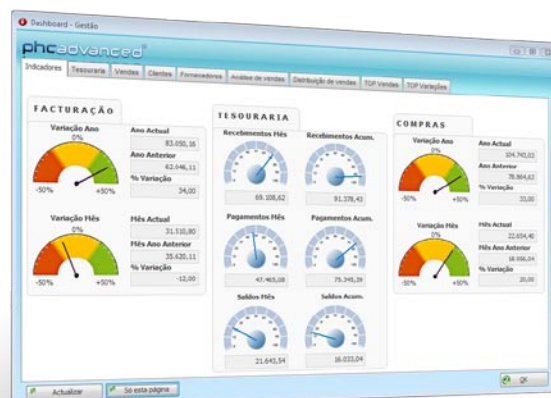 Dashboard - Gestão
phcadvanced
Indicadores Tesouraria Vendas Clientes Fornecedores Análise de vendas Distribuição de vendas TOP Vendas TOP Variações
FACTURAÇÃO
Variação Ano
0%
-50% +50%
Ano Actual
83.050,16
Ano Anterior
62.046,11
% Variação
34,00
Variação Mês
0%
-50% +50%
Mês Actual
31.510,80
Mês Ano Anterior
35.620,11
% Variação
-12,00
TESOURARIA
Recebimentos Mês Recebimentos Acum.
69.108,62 91.378,43
Pagamentos Mês Pagamentos Acum.
47.465,08 75.345,39
Saldos Mês Saldos Acum.
21.643,54 16.033,04
COMPRAS
Variação Ano
0%
-50% +50%
Ano Actual
104.743,03
Ano Anterior
78.864,63
% Variação
33,00
Variação Mês
0%
-50% +50%
Mês Actual
22.654,40
Mês Ano Anterior
% Variação
20,00
Actualizar Só esta página OK